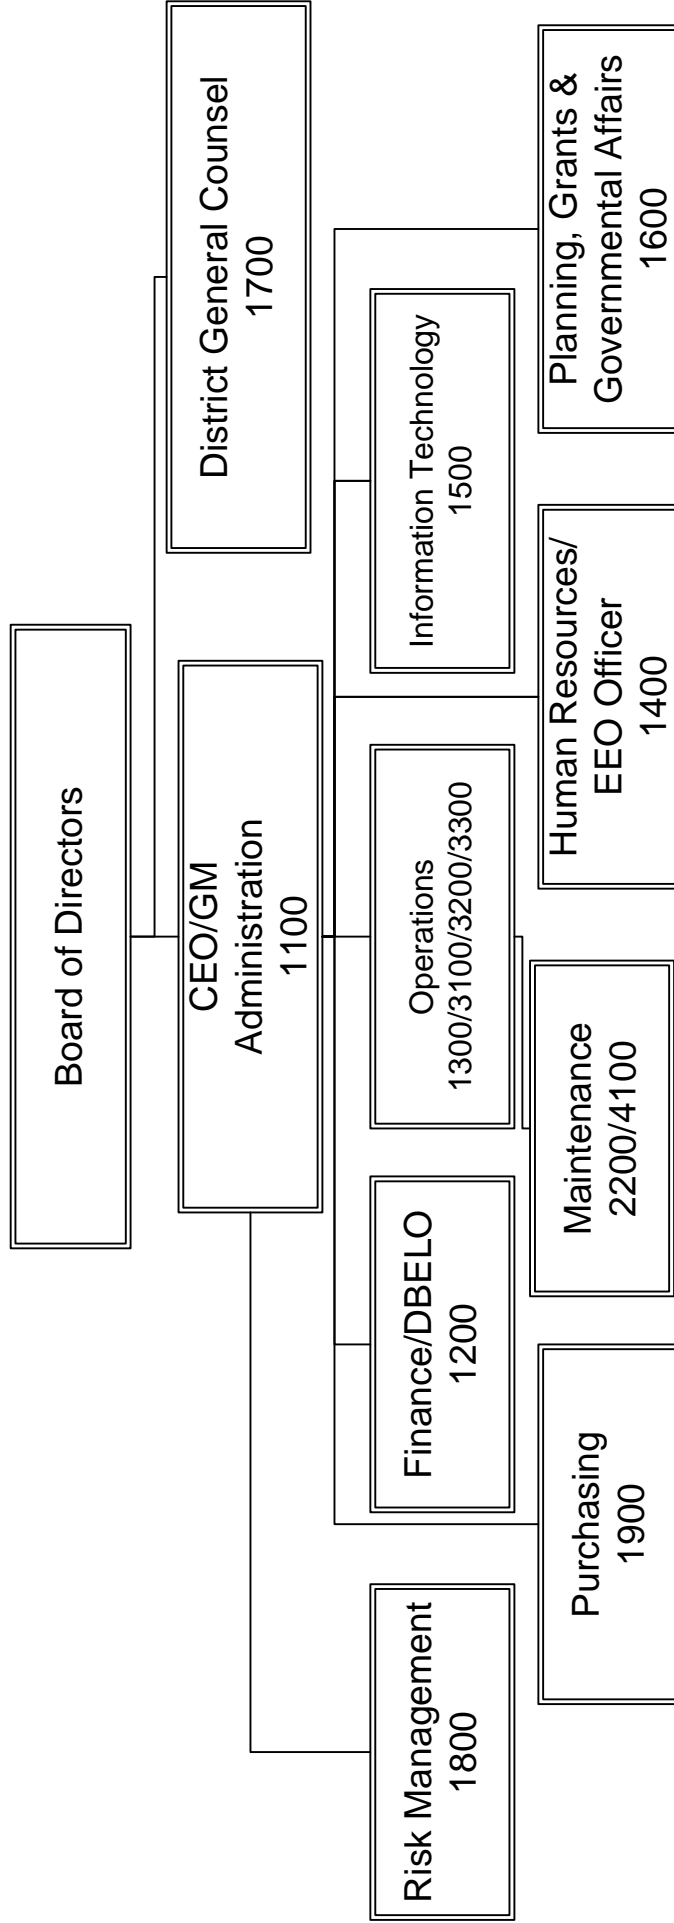 Board of Directors
District General Counsel
1700
CEO/GM
Administration
1100
Risk Management
1800
Finance/DBELO
1200
Operations
1300/3100/3200/3300
Information Technology
1500
Purchasing
1900
Maintenance
2200/4100
Human Resources/
EEO Officer
1400
Planning, Grants &
Governmental Affairs
1600